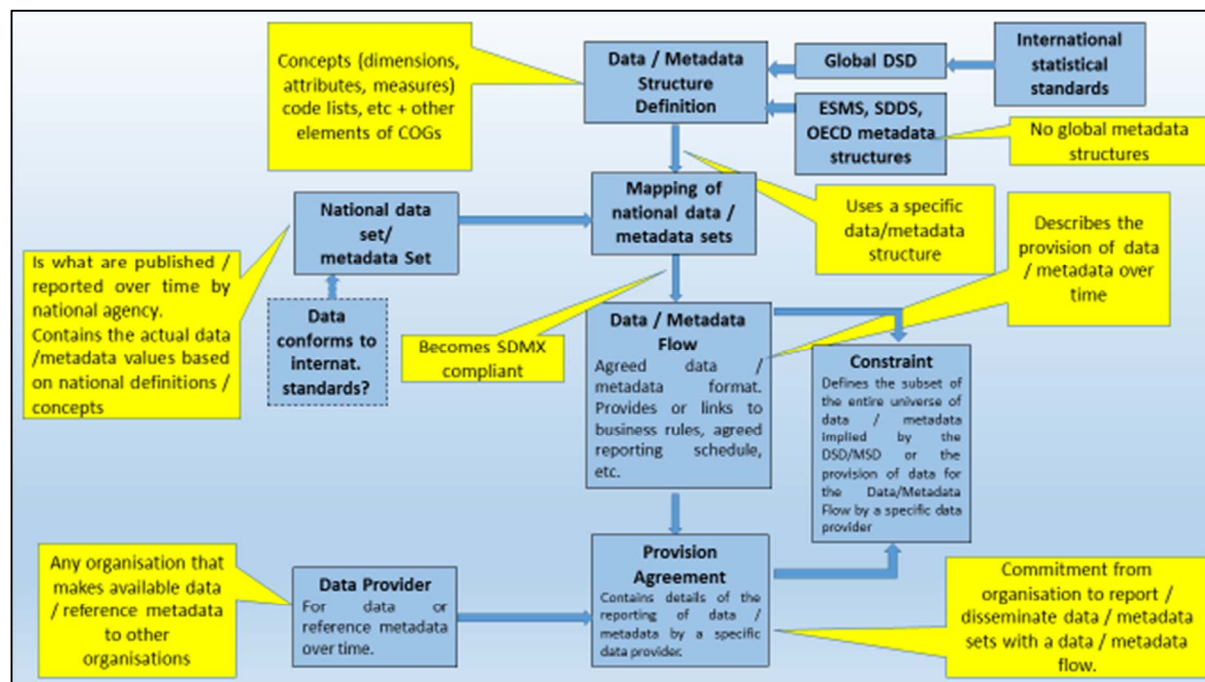 Concepts (dimensions,
attributes, measures)
code lists, etc + other
elements of COGs
Data / Metadata
Structure
Definition
Global DSD
International
statistical
standards
ESMS, SDDS,
OECD metadata
structures
No global metadata
structures
National data
set/
metadata Set
Mapping of
national data /
metadata sets
Uses a specific
data/metadata
structure
Describes the
provision of data
/ metadata over
time
Is what are published /
reported over time by
national agency.
Contains the actual data
/metadata values based
on national definitions /
concepts
Data
conforms to
internat.
standards?
Becomes SDMX
compliant
Data / Metadata
Flow
Agreed data /
metadata format.
Provides or links to
business rules, agreed
reporting schedule,
etc.
Constraint
Defines the subset of
the entire universe of
data / metadata
implied by the
DSD/MSD or the
provision of data for
the Data/Metadata
Flow by a specific data
provider
Any organisation that
makes available data
/ reference metadata
to other
organisations
Data Provider
For data or
reference metadata
over time.
Provision
Agreement
Contains details of the
reporting of data /
metadata by a specific
data provider.
Commitment from
organisation to report /
disseminate data / metadata
sets with a data / metadata
flow.